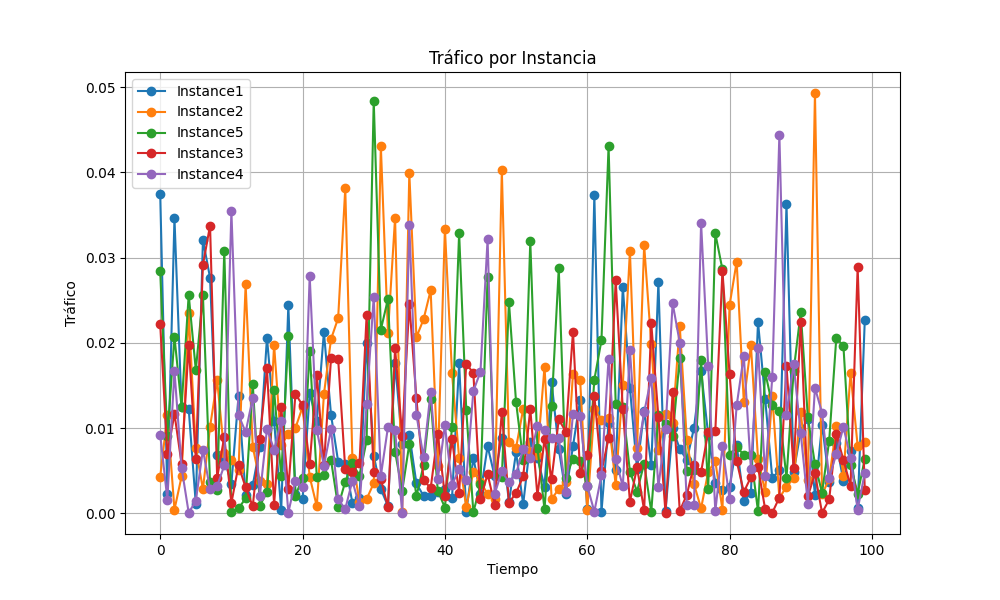 Tráfico por Instancia
Instance1
Instance2
Instance5
Instance3
Instance4
Tráfico
0.05
0.04
0.03
0.02
0.01
0.00
0 20 40 60 80 100
Tiempo